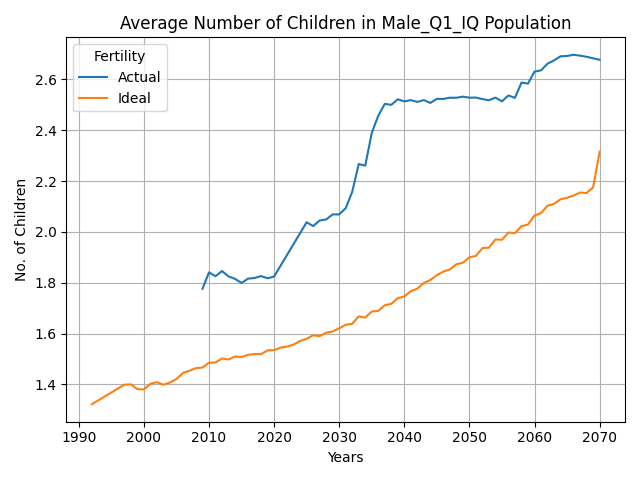 Average Number of Children in Male_Q1_IQ Population
Fertility
Actual
Ideal
No. of Children
2.6
2.4
2.2
2.0
1.8
1.6
1.4
1990 2000 2010 2020 2030 2040 2050 2060 2070
Years